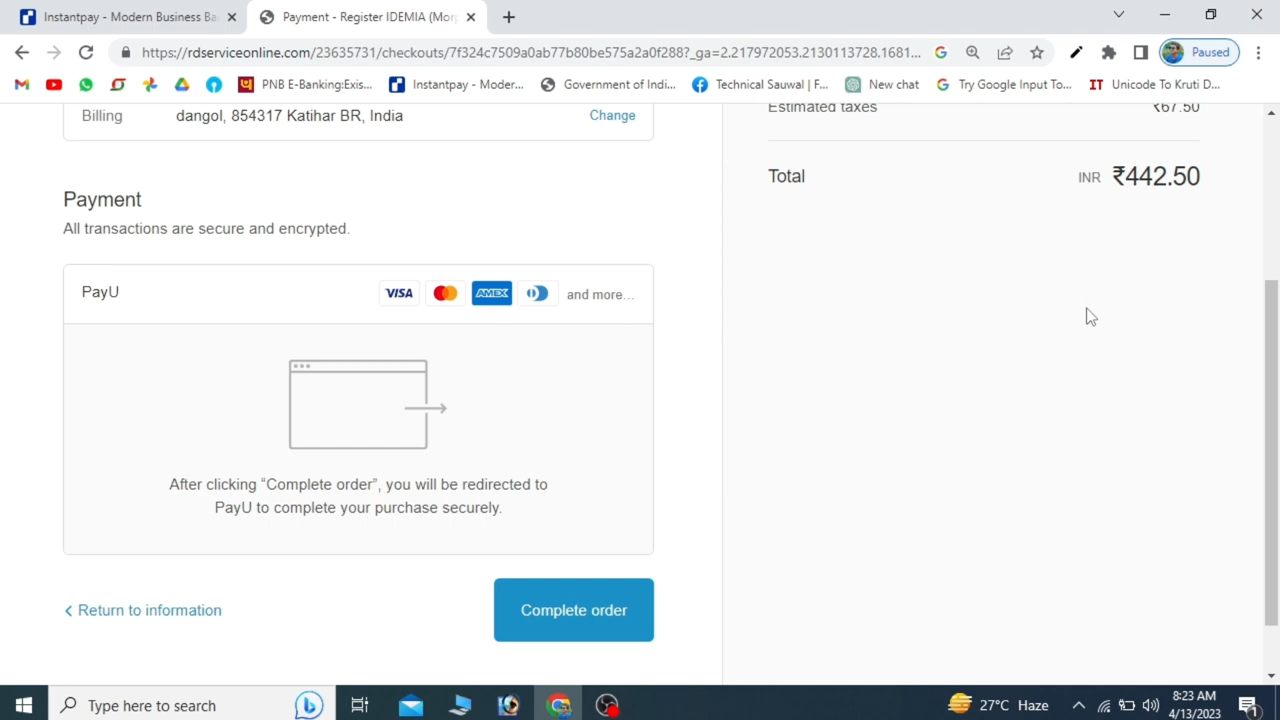 Instantpay - Modern Business Ba
Payment - Register IDEMIA (Mor
https://rdserviceonline.com/23635731/checkouts/7f324c7509a0ab77b80be575a2a0f288?_ga=2.217972053.2130113728.1681...
Paused
PNB E-Banking:Exis...
Instantpay - Moder...
Government of Indi...
Technical Sauwal | F...
New chat
Try Google Input To...
IT Unicode To Kruti D...
Billing dangol, 854317 Katihar BR, India Change
Estimated taxes ₹67.50
Total INR ₹442.50
Payment
All transactions are secure and encrypted.
PayU VISA AMEX and more...
After clicking “Complete order”, you will be redirected to
PayU to complete your purchase securely.
Return to information
Complete order
Type here to search
27°C Haze
8:23 AM
4/13/2023
1